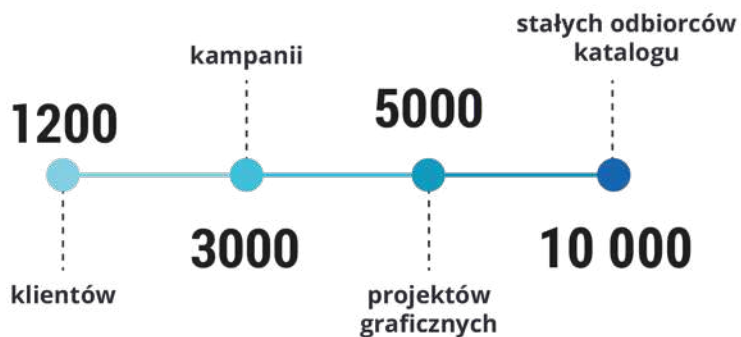 1200
klientów
kampanii
3000
5000
projektów
graficznych
stałych odbiorców
katalogu
10 000